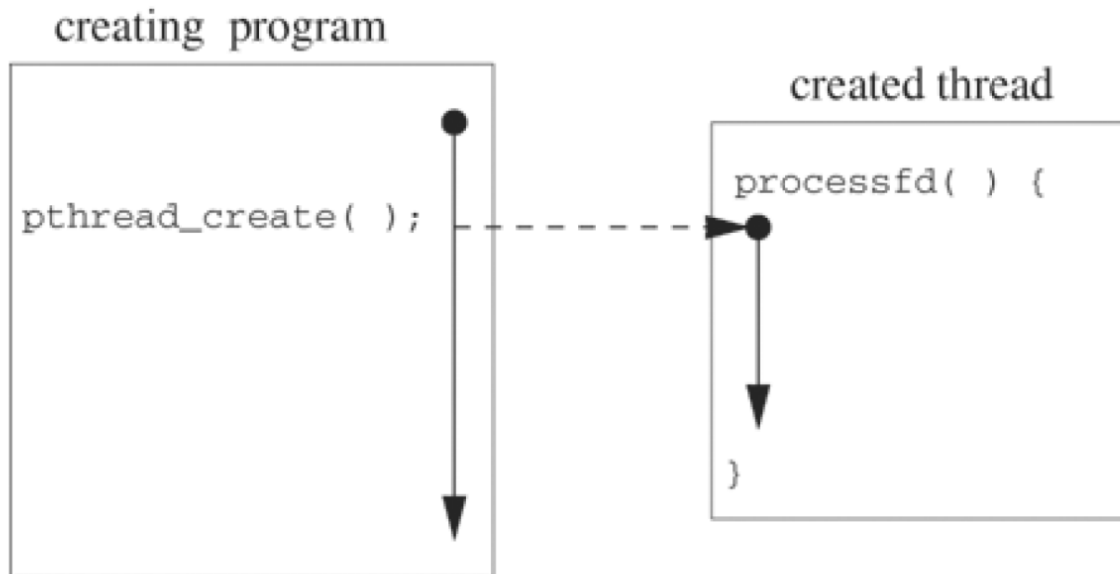 creating program
created thread
processfd( ) {
pthread_create( );
}